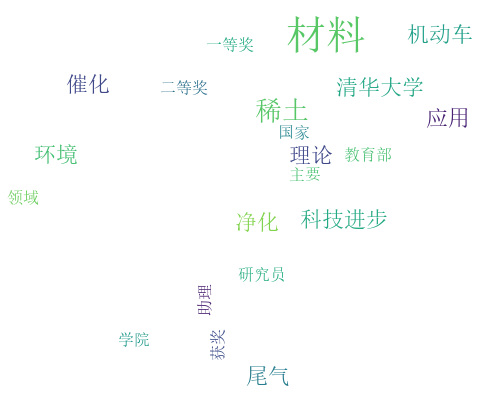 材料
机动车
一等奖
催化
二等奖
清华大学
稀土
应用
国家
环境
理论
教育部
主要
领域
净化
科技进步
研究员
助理
学院
获奖
尾气